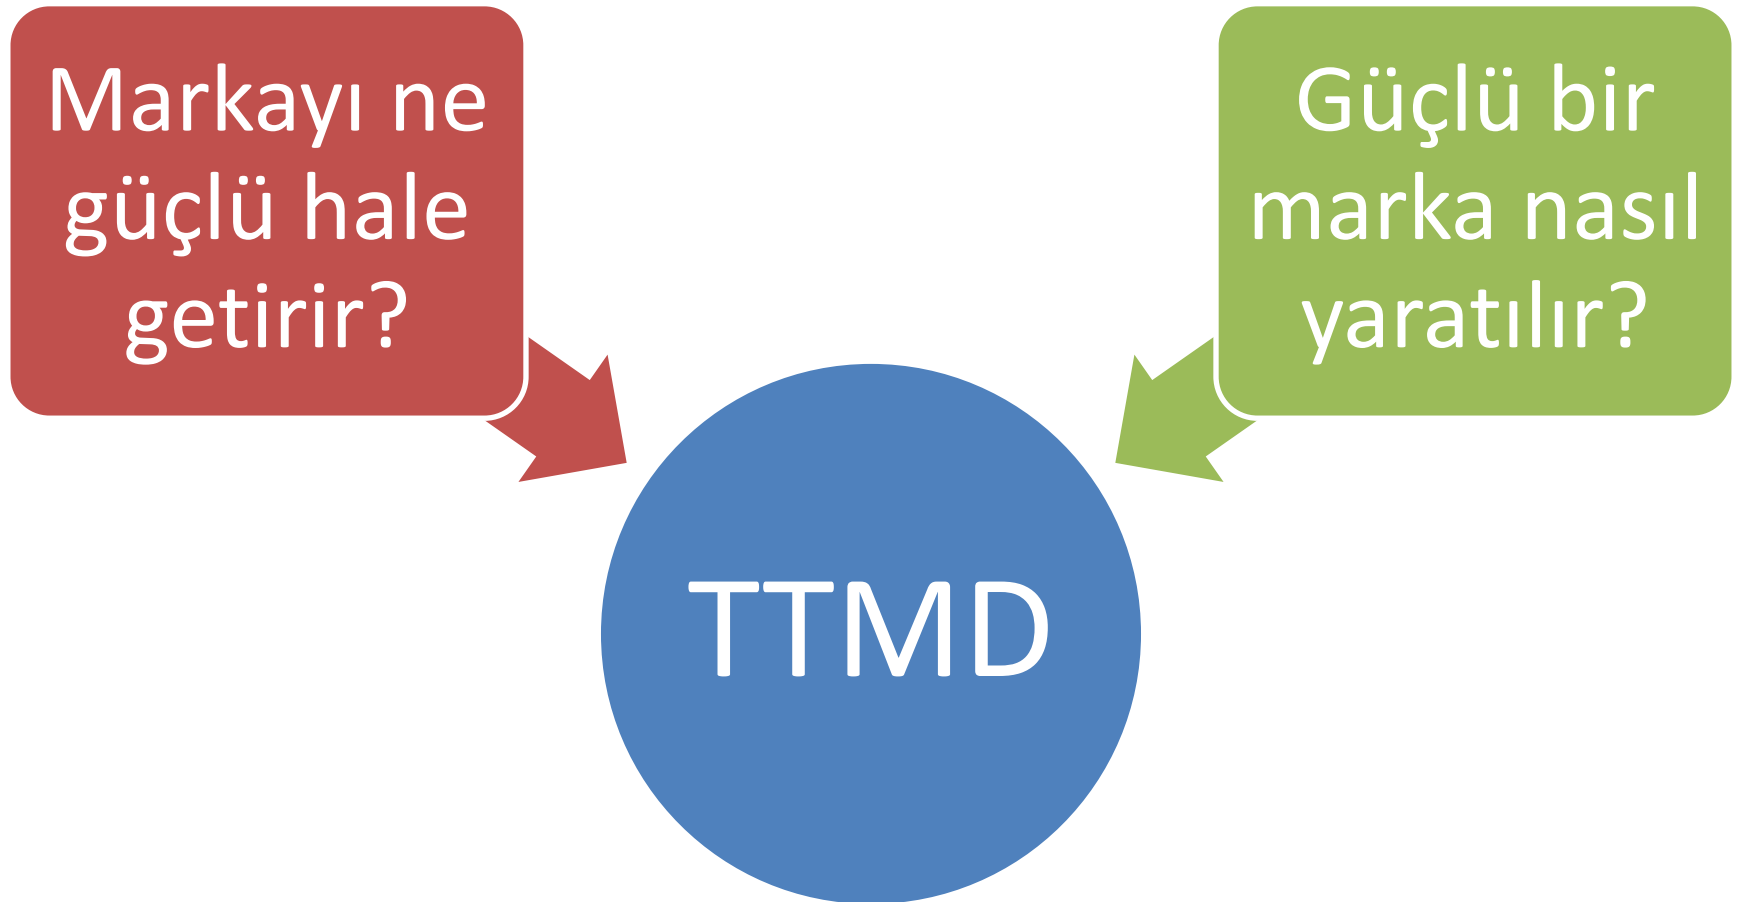 Markayı ne
güçlü hale
getirir?
Güçlü bir
marka nasıl
yaratılır?
TTMD